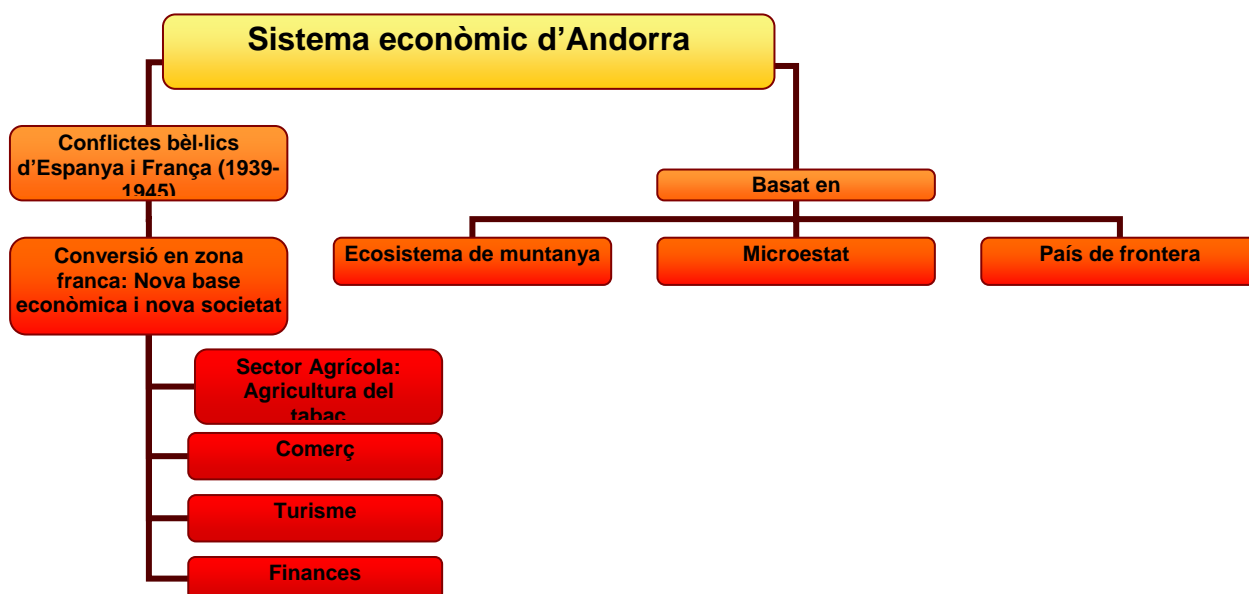 Sistema econòmic d’Andorra
Conflictes bèl·lics
d’Espanya i França (1939-
1945)
Basat en
Conversió en zona
franca: Nova base
econòmica i nova societat
Ecosistema de muntanya
Microestat
País de frontera
Sector Agrícola:
Agricultura del
tabac
Comerç
Turisme
Finances